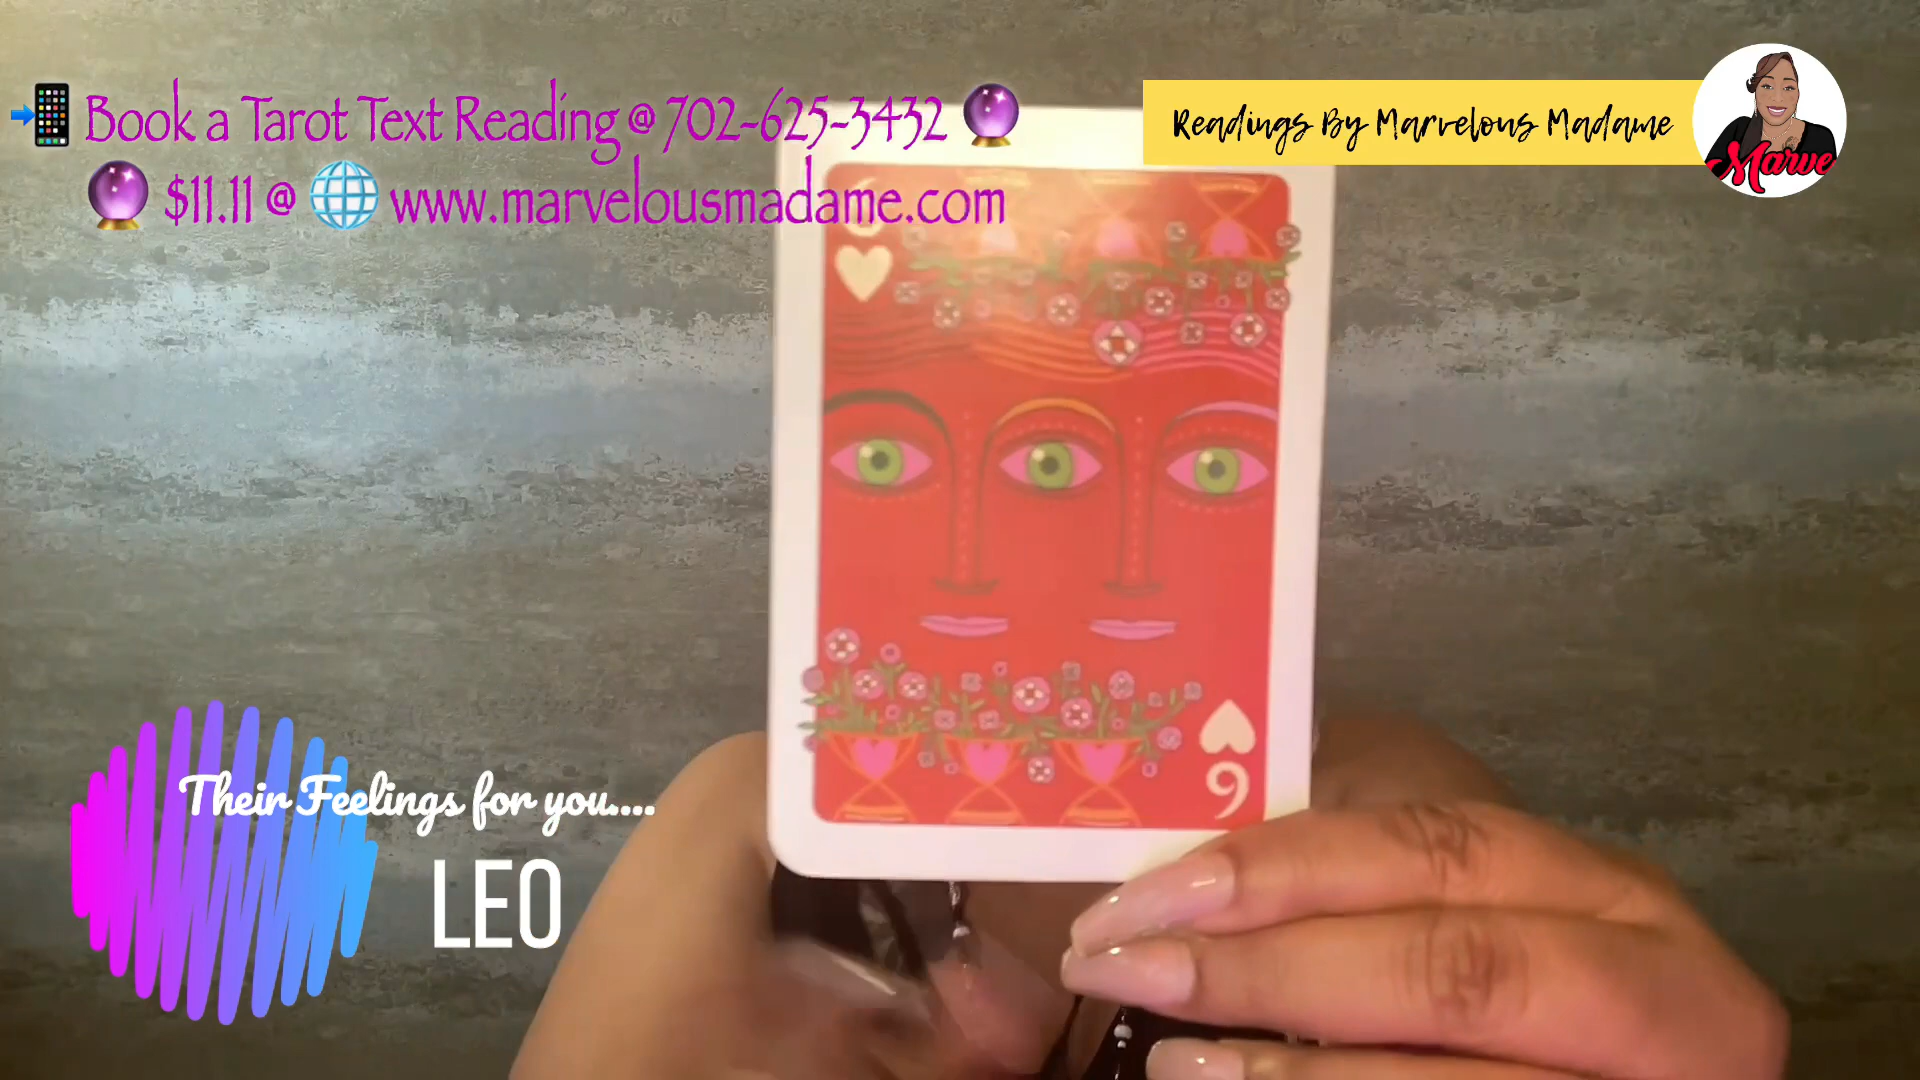 📲 Book a Tarot Text Reading @ 702-625-3432 🔮
🔮 $11.11 @ 🌐 www.marvelousmadame.com
Readings By Marvelous Madame
Marve
Their Feelings for you....
LEO
6